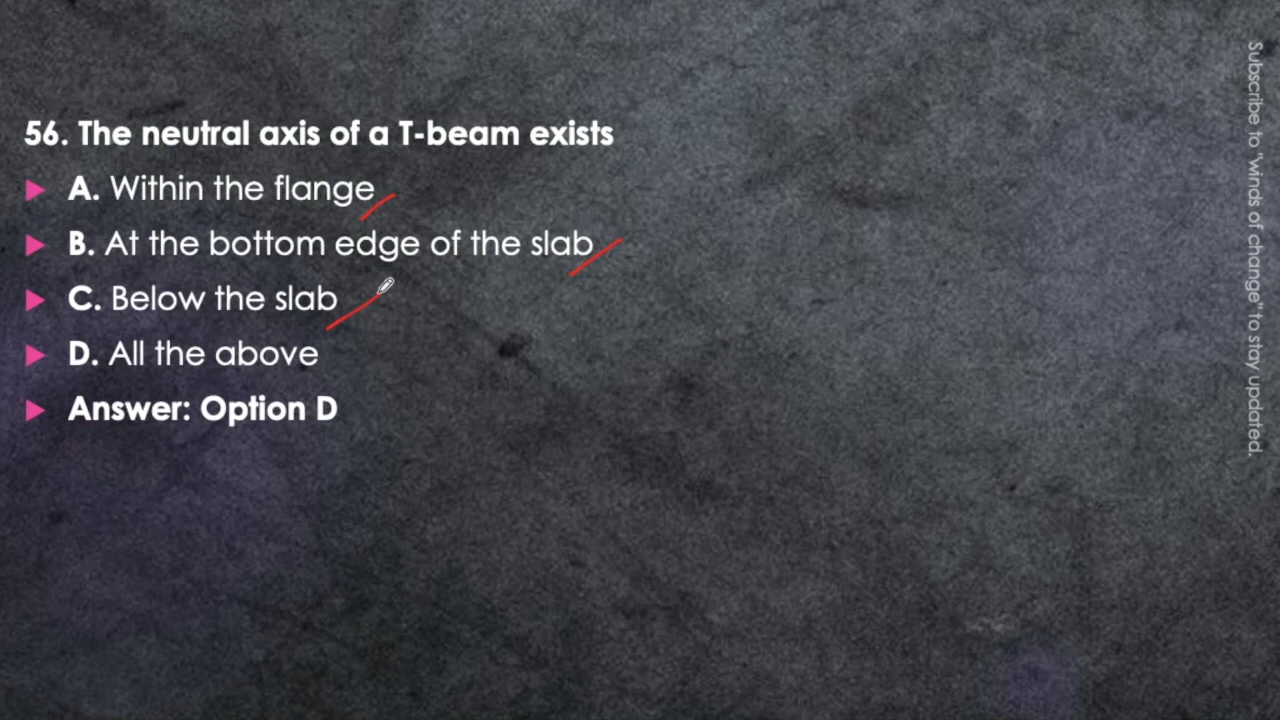 56. The neutral axis of a T-beam exists
A. Within the flange
B. At the bottom edge of the slab
C. Below the slab
D. All the above
Answer: Option D
Subscribe to "winds of change" to stay updated.